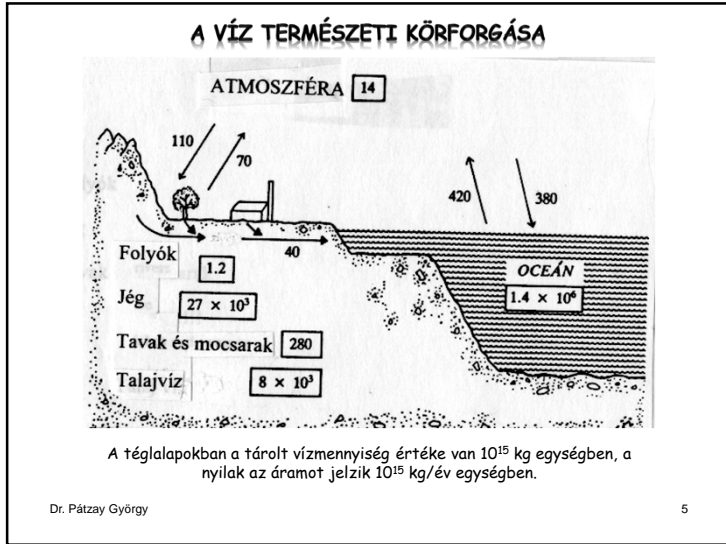 A VÍZ TERMÉSZETI KÖRFORGÁSA
ATMOSZFÉRA 14
110
70
420
380
40
Folyók
1.2
Jég
27 × 10³
Tavak és mocsarak 280
Talajvíz
8 × 10³
OCEÁN
1.4 × 10⁶
A téglalapokban a tárolt vízmennyiség értéke van 10¹⁵ kg egységben, a
nyilak az áramot jelzik 10¹⁵ kg/év egységben.
Dr. Pátzay György 5